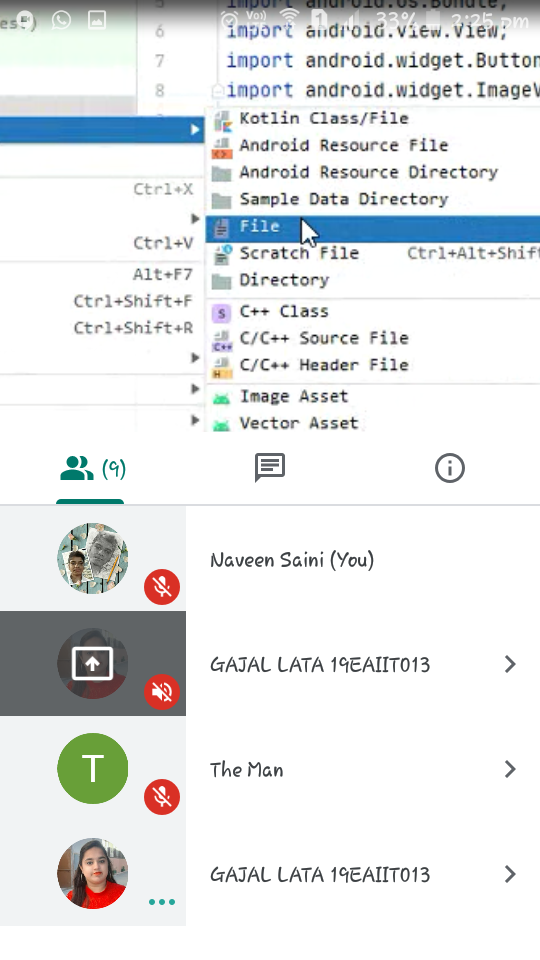 est)
Vo))
1
33%
2:25 pm
5
import android.os.Bundle;
6
import android.view.View;
7
import android.widget.Button
8
import android.widget.ImageV
Kotlin Class/File
Android Resource File
Android Resource Directory
Ctrl+X
Sample Data Directory
File
Ctrl+V
Scratch File Ctrl+Alt+Shift
Alt+F7
Directory
Ctrl+Shift+F
S C++ Class
Ctrl+Shift+R
C++ C/C++ Source File
H C/C++ Header File
Image Asset
Vector Asset
(9)
Naveen Saini (You)
GAJAL LATA 19EAIIT013
T
The Man
GAJAL LATA 19EAIIT013